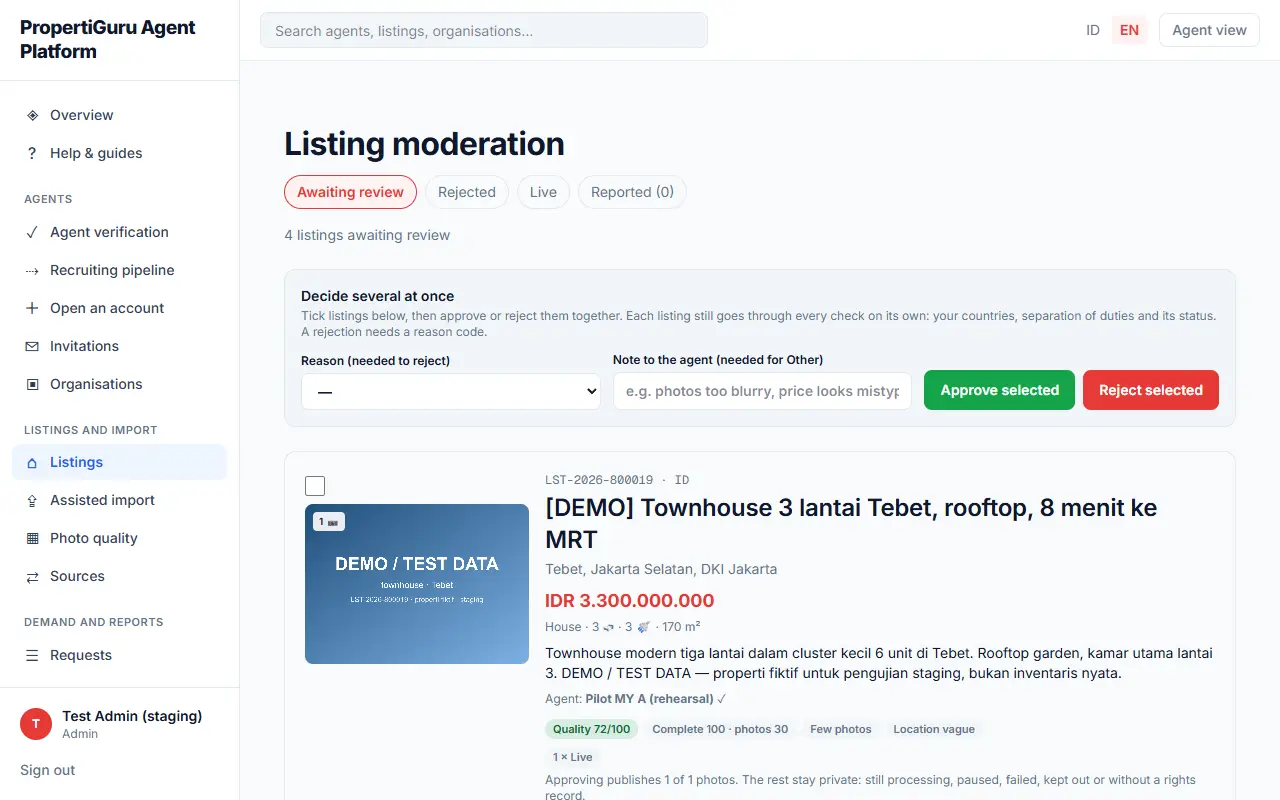 PropertiGuru Agent
Platform
Search agents, listings, organisations...
ID
EN
Agent view
Overview
? Help & guides
AGENTS
Agent verification
Recruiting pipeline
Open an account
Invitations
Organisations
LISTINGS AND IMPORT
Listings
Assisted import
Photo quality
Sources
DEMAND AND REPORTS
Requests
T
Test Admin (staging)
Admin
Sign out
Listing moderation
Awaiting review
Rejected
Live
Reported (0)
4 listings awaiting review
Decide several at once
Tick listings below, then approve or reject them together. Each listing still goes through every check on its own: your countries, separation of duties and its status.
A rejection needs a reason code.
Reason (needed to reject)
—
Note to the agent (needed for Other)
e.g. photos too blurry, price looks mistyp
Approve selected
Reject selected
1
DEMO / TEST DATA
townhouse · Tebet
LST-2026-800019 · properti fiktif · staging
LST-2026-800019 · ID
[DEMO] Townhouse 3 lantai Tebet, rooftop, 8 menit ke
MRT
Tebet, Jakarta Selatan, DKI Jakarta
IDR 3.300.000.000
House · 3 · 3 · 170 m²
Townhouse modern tiga lantai dalam cluster kecil 6 unit di Tebet. Rooftop garden, kamar utama lantai
3. DEMO / TEST DATA — properti fiktif untuk pengujian staging, bukan inventaris nyata.
Agent: Pilot MY A (rehearsal) ✓
Quality 72/100
Complete 100 · photos 30
Few photos
Location vague
1 × Live
Approving publishes 1 of 1 photos. The rest stay private: still processing, paused, failed, kept out or without a rights
record.